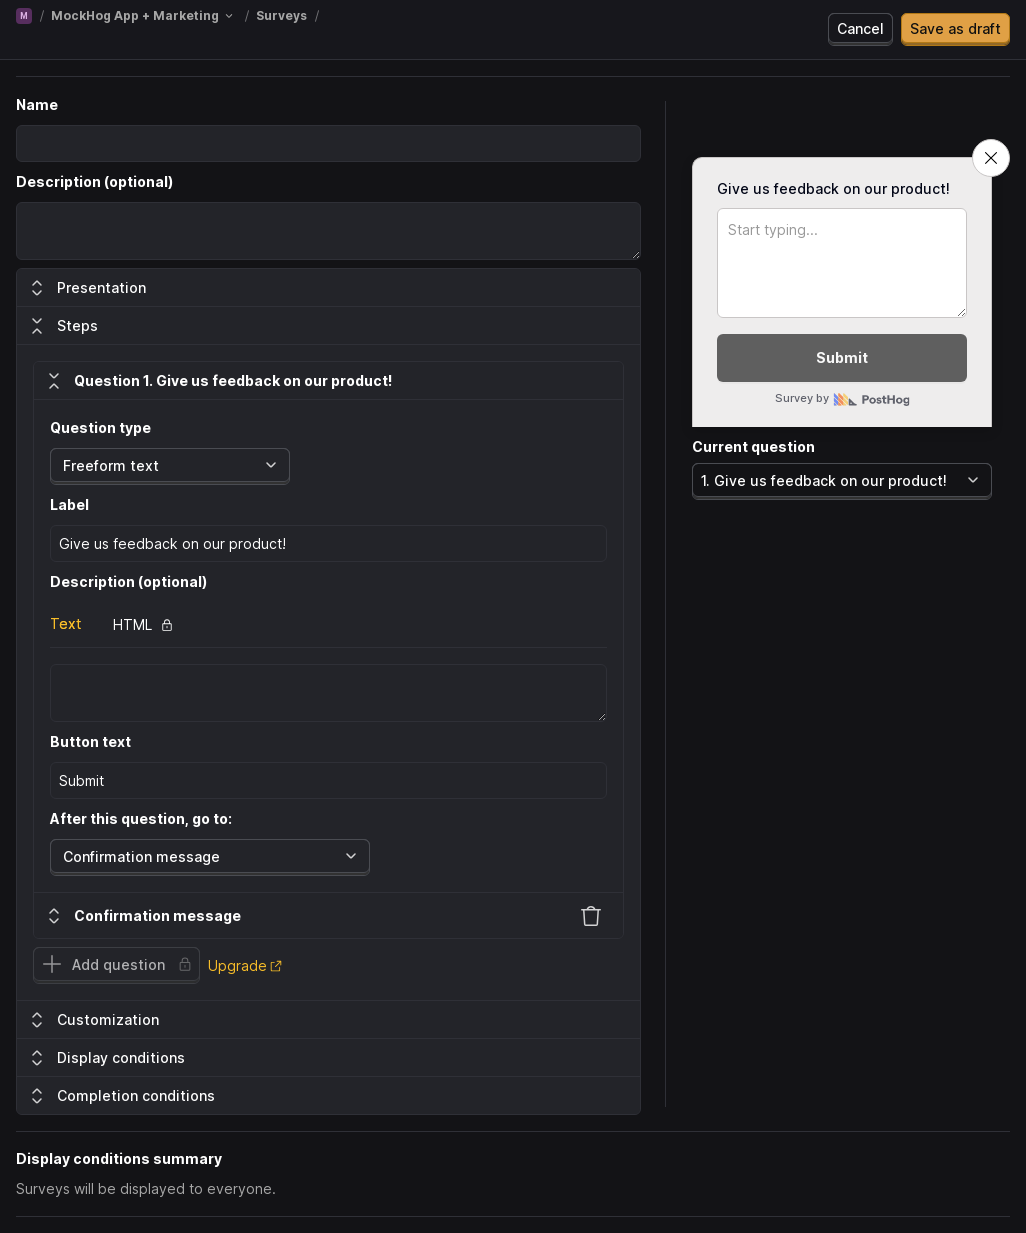 M / MockHog App + Marketing / Surveys /
Cancel
Save as draft
Name
Description (optional)
Presentation
Steps
Question 1. Give us feedback on our product!
Question type
Freeform text
Label
Give us feedback on our product!
Description (optional)
Text HTML
Button text
Submit
After this question, go to:
Confirmation message
Confirmation message
Add question
Upgrade
Customization
Display conditions
Completion conditions
Give us feedback on our product!
Start typing...
Submit
Survey by PostHog
Current question
1. Give us feedback on our product!
Display conditions summary
Surveys will be displayed to everyone.